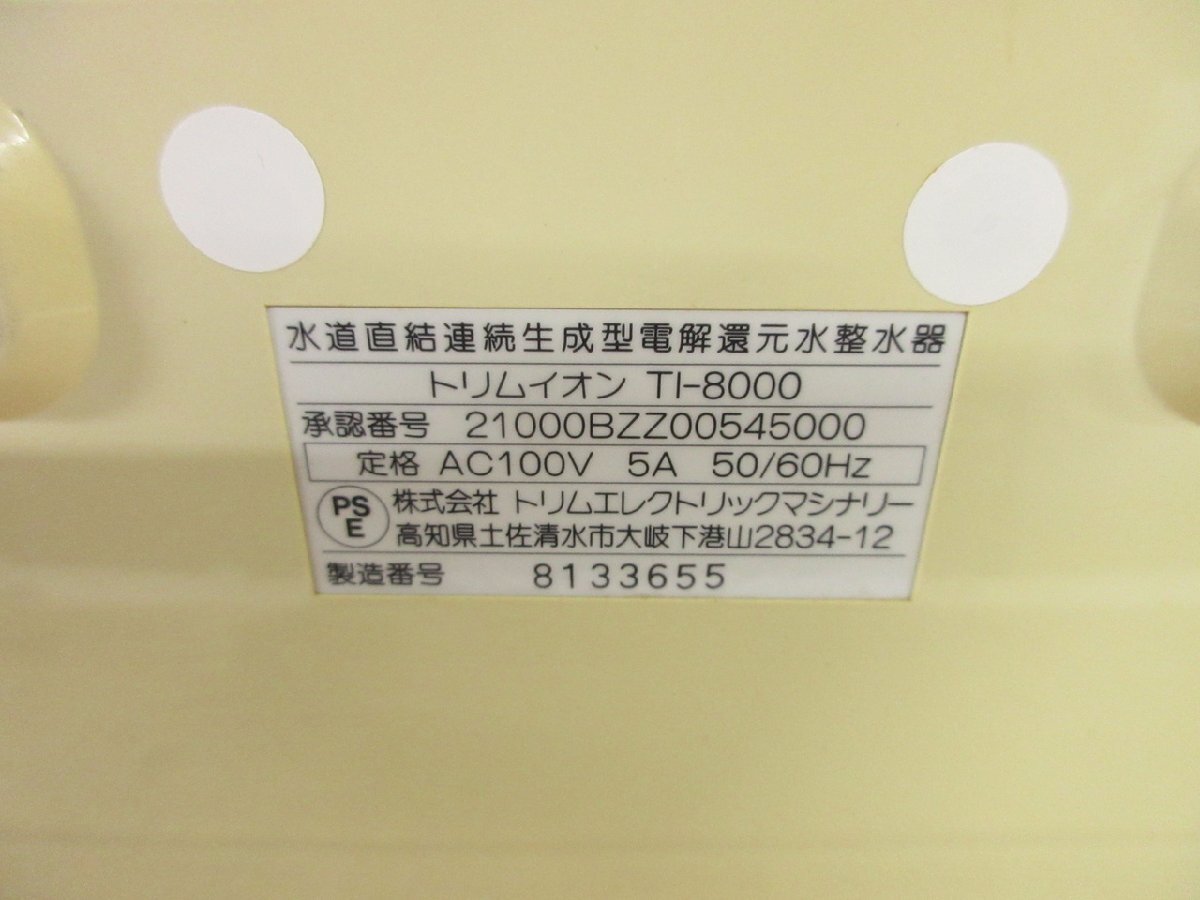 水道直結連続生成型電解還元水整水器
トリムイオン TI-8000
承認番号 21000BZZ00545000
定格 AC100V 5A 50/60Hz
PS
E
株式会社 トリムエレクトリックマシナリー
高知県土佐清水市大岐下港山2834-12
製造番号 8133655